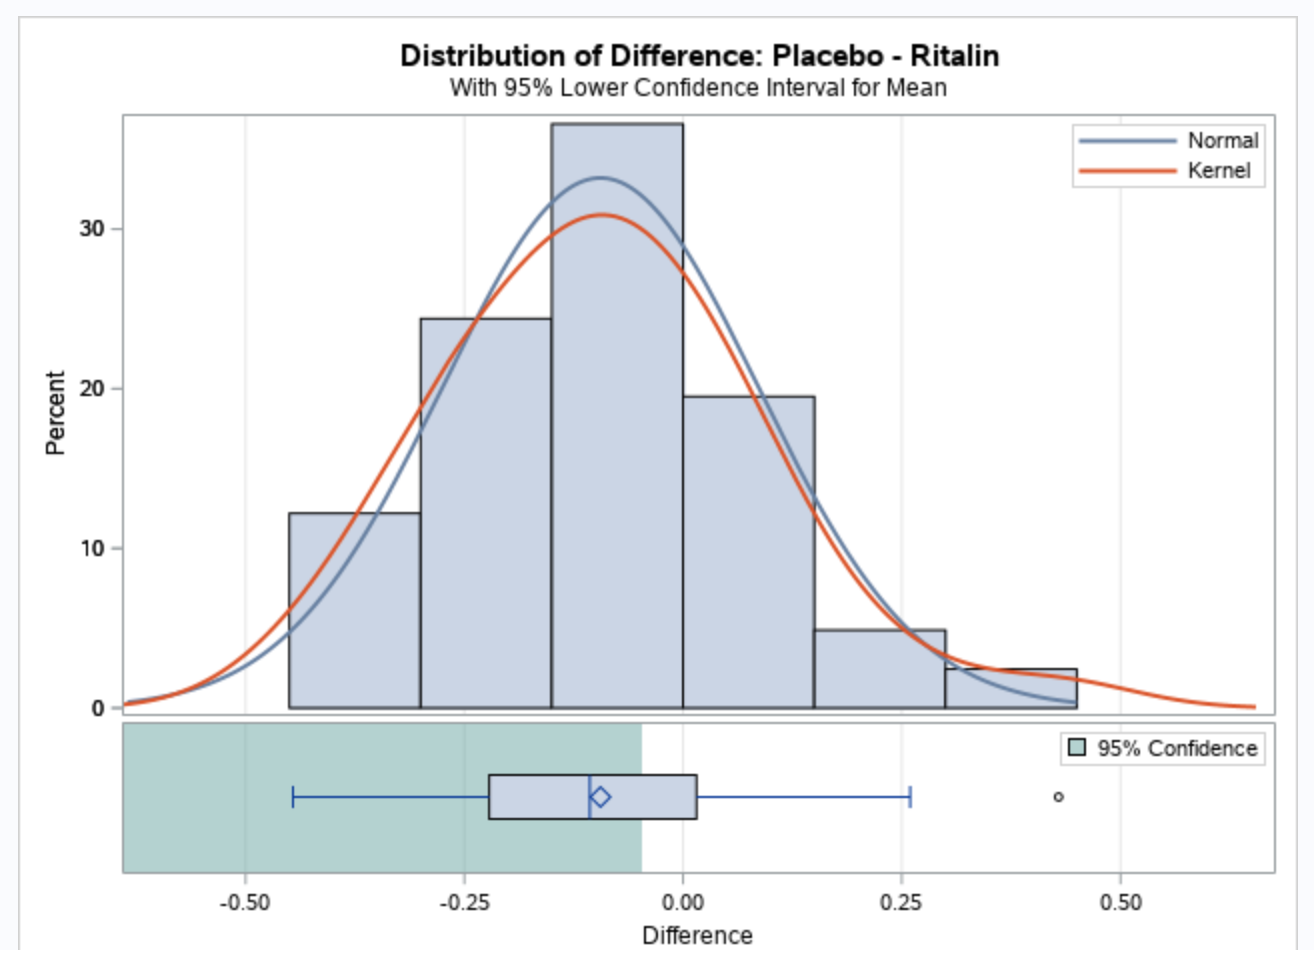 Distribution of Difference: Placebo - Ritalin
With 95% Lower Confidence Interval for Mean
Normal
Kernel
30
20
10
0
Percent
95% Confidence
-0.50 -0.25 0.00 0.25 0.50
Difference